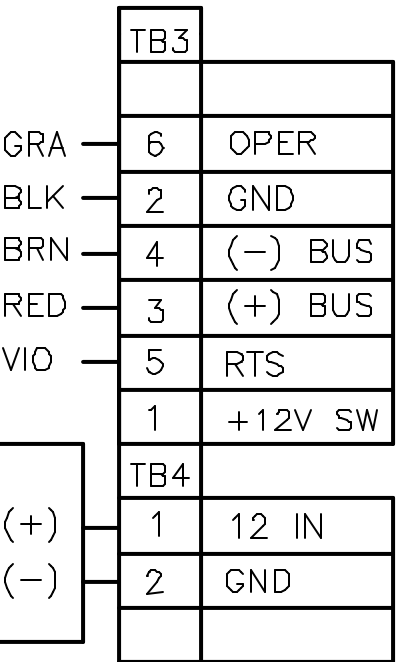 TB3
GRA 6 OPER
BLK 2 GND
BRN 4 (-) BUS
RED 3 (+) BUS
VIO 5 RTS
1 +12V SW
TB4
(+) 1 12 IN
(-) 2 GND